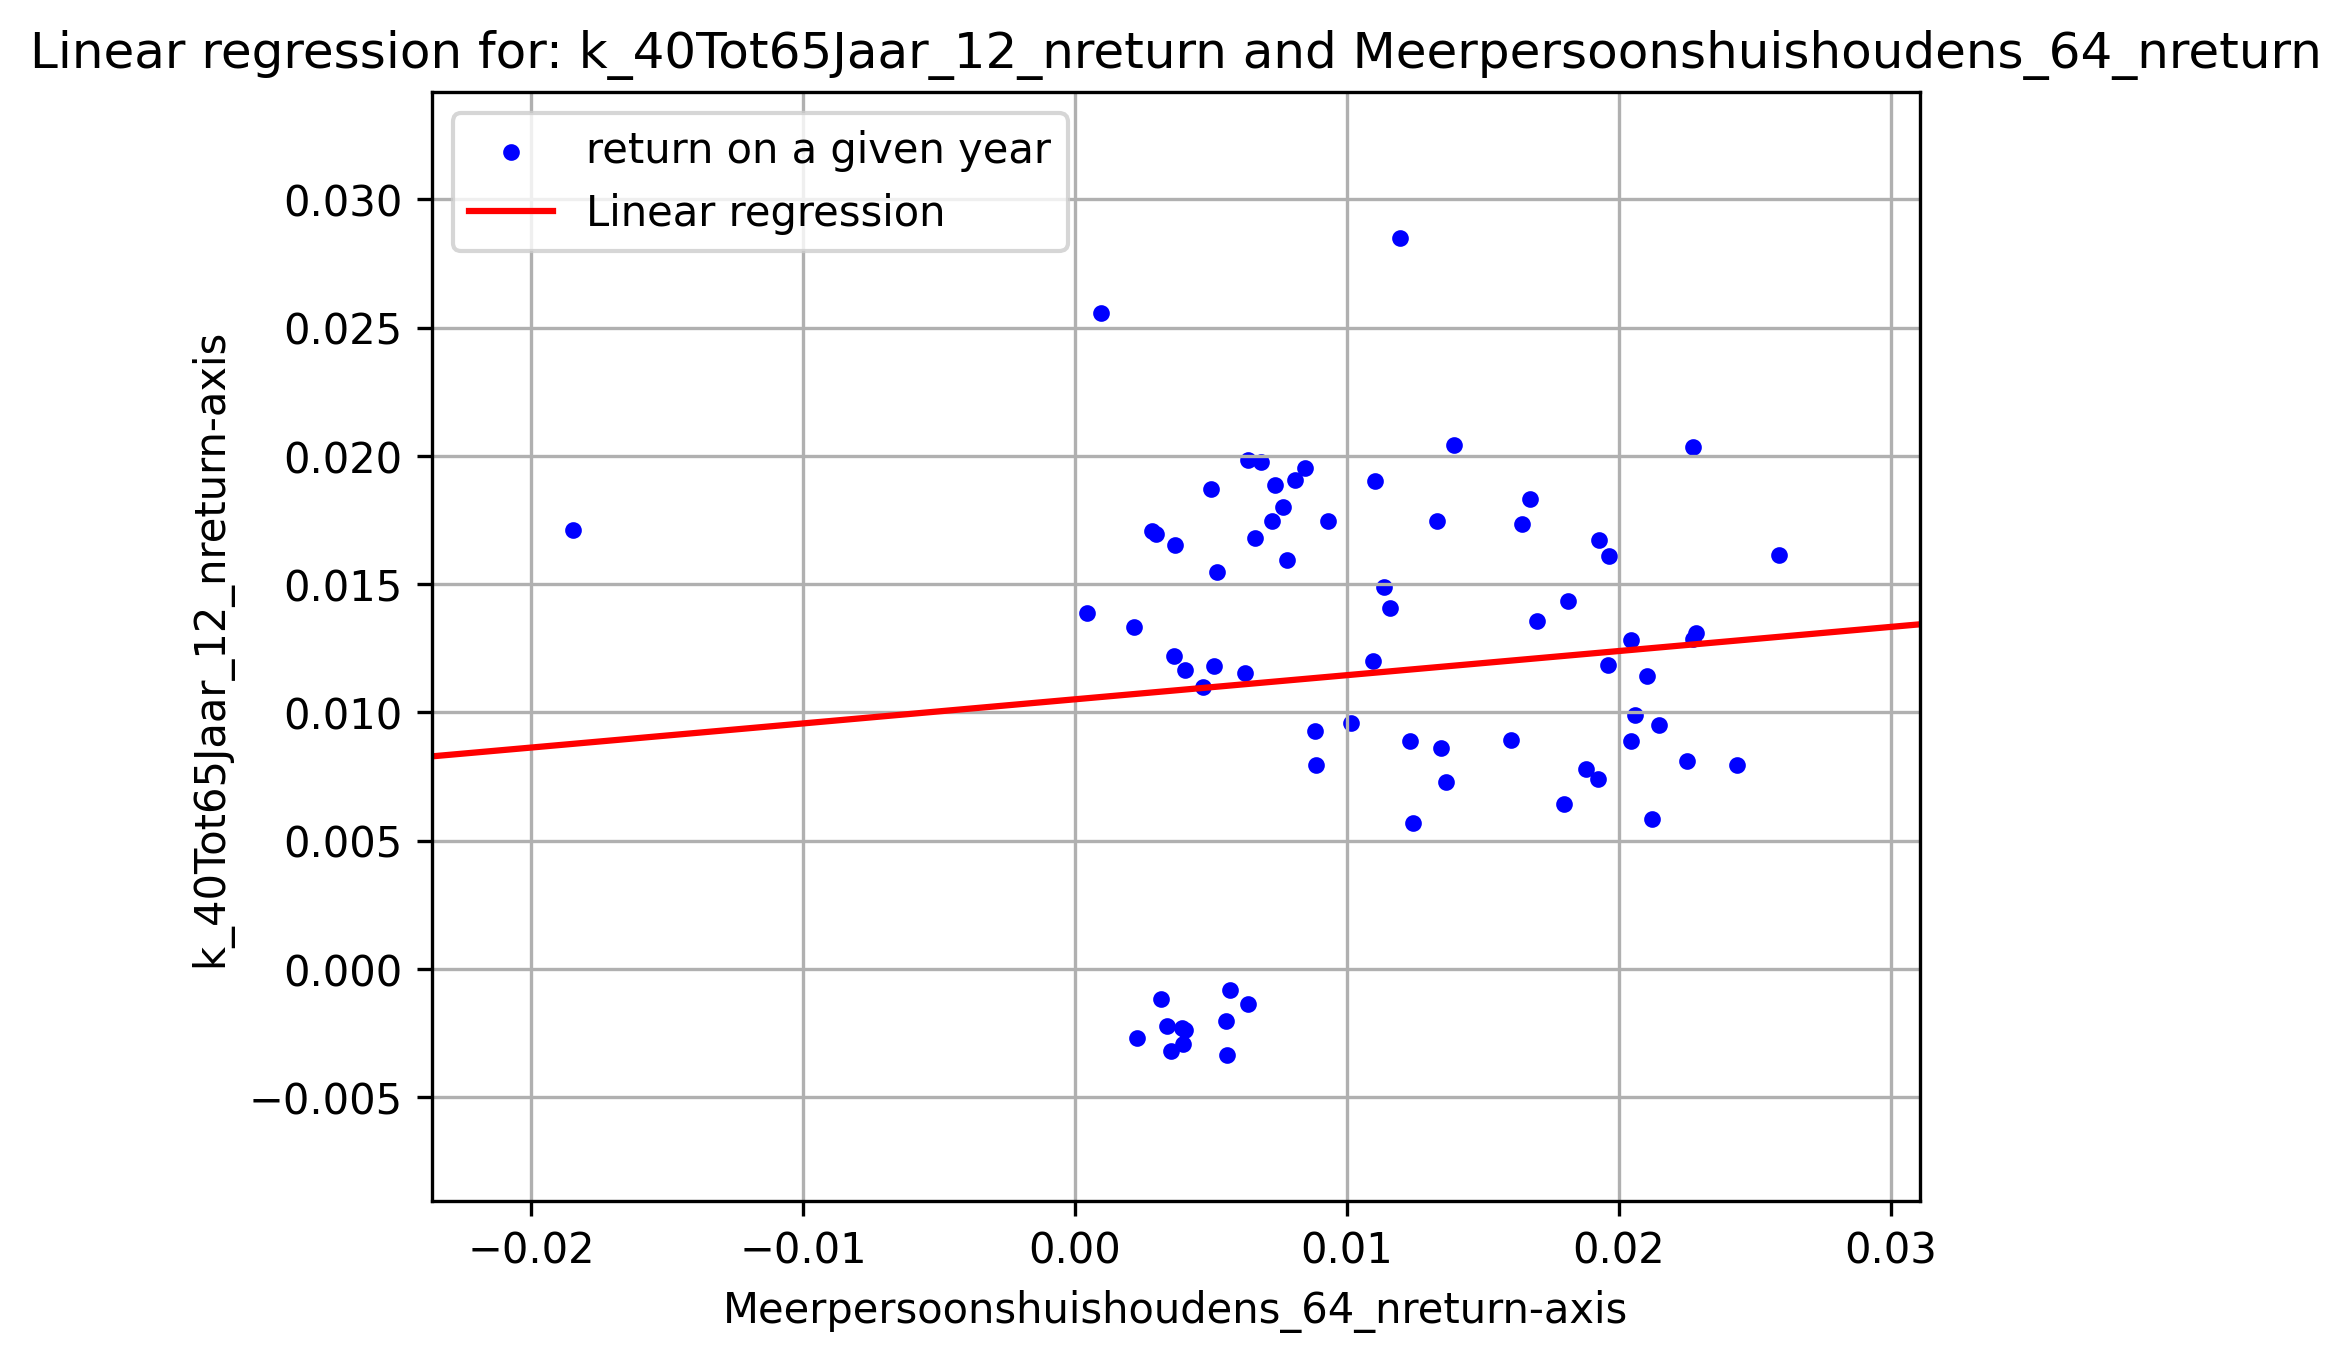 Linear regression for: k_40Tot65Jaar_12_nreturn and Meerpersoonshuishoudens_64_nreturn
return on a given year
Linear regression
0.030
0.025
0.020
0.015
0.010
0.005
0.000
−0.005
k_40Tot65Jaar_12_nreturn-axis
−0.02
−0.01
0.00
0.01
0.02
0.03
Meerpersoonshuishoudens_64_nreturn-axis